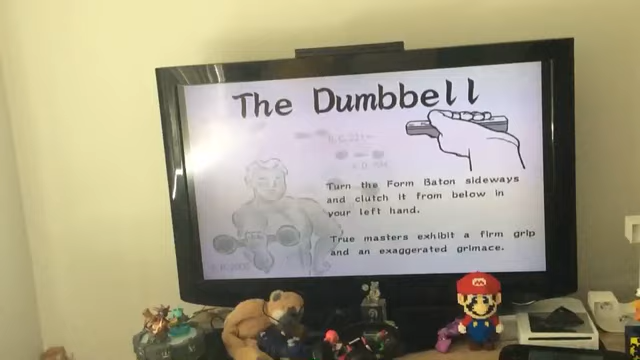 The Dumbbell
Turn the Form Baton sideways
and clutch it from below in
your left hand.
True masters exhibit a firm grip
and an exaggerated grimace.
M